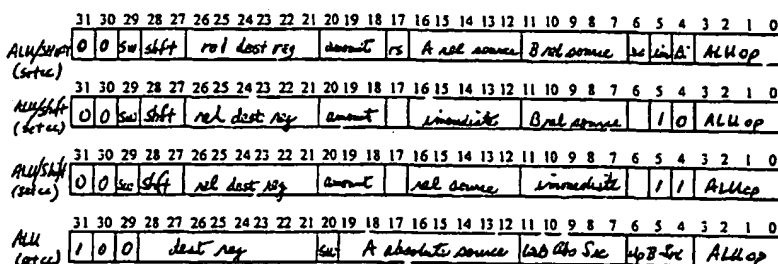 31 30 29 28 27 26 25 24 23 22 21 20 19 18 17 16 15 14 13 12 11 10 9 8 7 6 5 4 3 2 1 0
ALU/Shift 0 0 sw shft rel dest reg amount rs A rel source B rel source sc im Bi ALU op
(setcc)
31 30 29 28 27 26 25 24 23 22 21 20 19 18 17 16 15 14 13 12 11 10 9 8 7 6 5 4 3 2 1 0
ALU/Shft 0 0 sw shft rel dest reg amount immediate B rel source 1 0 ALU op
(setcc)
31 30 29 28 27 26 25 24 23 22 21 20 19 18 17 16 15 14 13 12 11 10 9 8 7 6 5 4 3 2 1 0
ALU/Shft 0 0 shft rel dest reg amount rel source immediate 1 1 ALU op
(setcc)
31 30 29 28 27 26 25 24 23 22 21 20 19 18 17 16 15 14 13 12 11 10 9 8 7 6 5 4 3 2 1 0
ALU 1 0 0 dest reg sw A absolute source Abs Src B Src ALU op